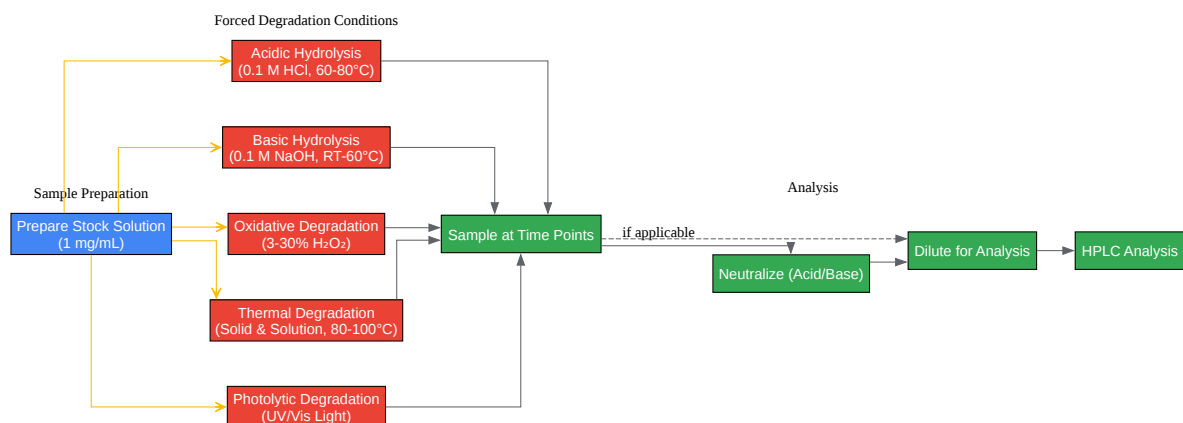 Forced Degradation Conditions
Acidic Hydrolysis
(0.1 M HCl, 60-80°C)
Basic Hydrolysis
(0.1 M NaOH, RT-60°C)
Sample Preparation
Analysis
Prepare Stock Solution
(1 mg/mL)
Oxidative Degradation
(3-30% H₂O₂)
Sample at Time Points
if applicable
Dilute for Analysis
HPLC Analysis
Neutralize (Acid/Base)
Thermal Degradation
(Solid & Solution, 80-100°C)
Photolytic Degradation
(UV/Vis Light)